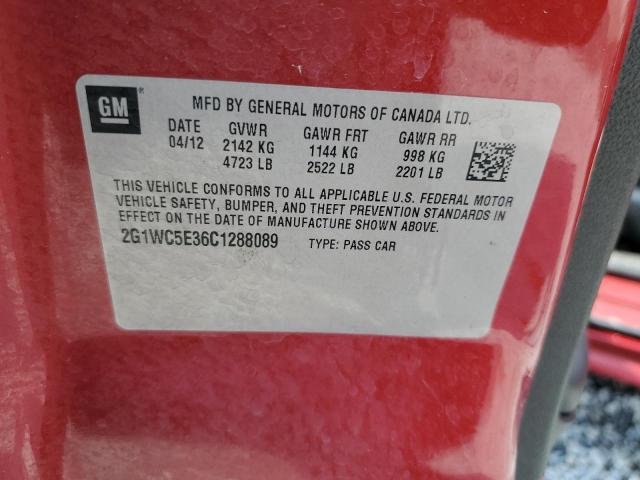 GM ® MFD BY GENERAL MOTORS OF CANADA LTD.
DATE GVWR GAWR FRT GAWR RR
04/12 2142 KG 1144 KG 998 KG
4723 LB 2522 LB 2201 LB
THIS VEHICLE CONFORMS TO ALL APPLICABLE U.S. FEDERAL MOTOR
VEHICLE SAFETY, BUMPER, AND THEFT PREVENTION STANDARDS IN
EFFECT ON THE DATE OF MANUFACTURE SHOWN ABOVE.
2G1WC5E36C1288089 TYPE: PASS CAR